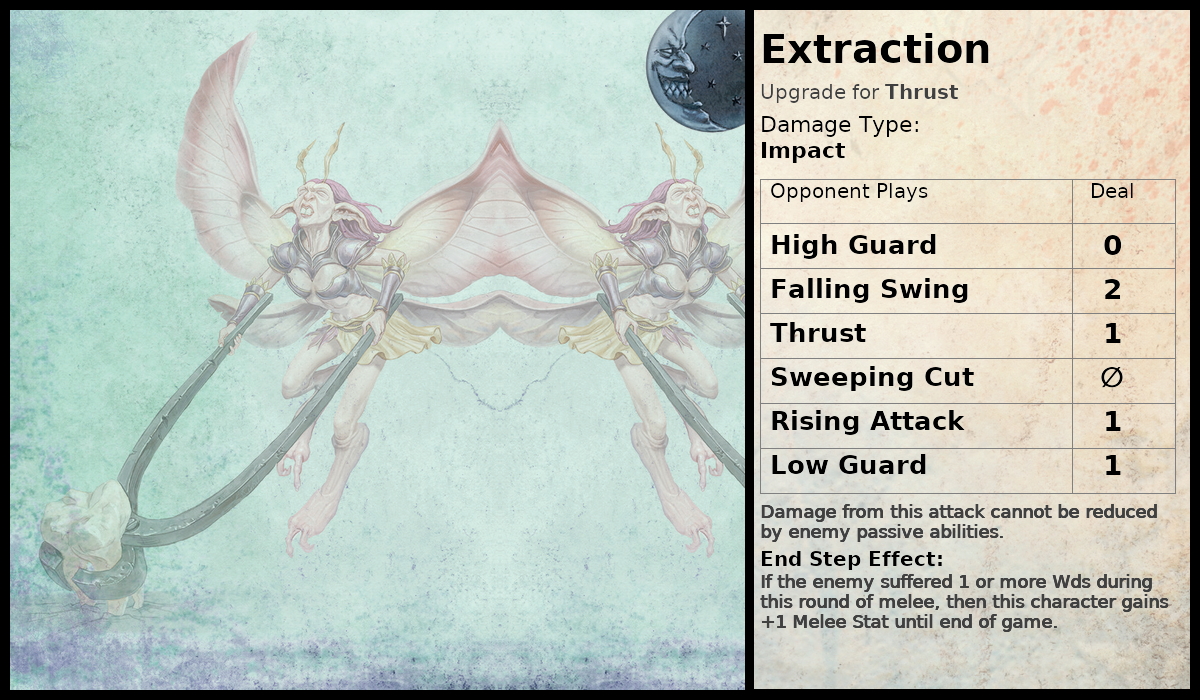 Extraction
Upgrade for Thrust
Damage Type:
Impact
Opponent Plays Deal
High Guard 0
Falling Swing 2
Thrust 1
Sweeping Cut ∅
Rising Attack 1
Low Guard 1
Damage from this attack cannot be reduced
by enemy passive abilities.
End Step Effect:
If the enemy suffered 1 or more Wds during
this round of melee, then this character gains
+1 Melee Stat until end of game.